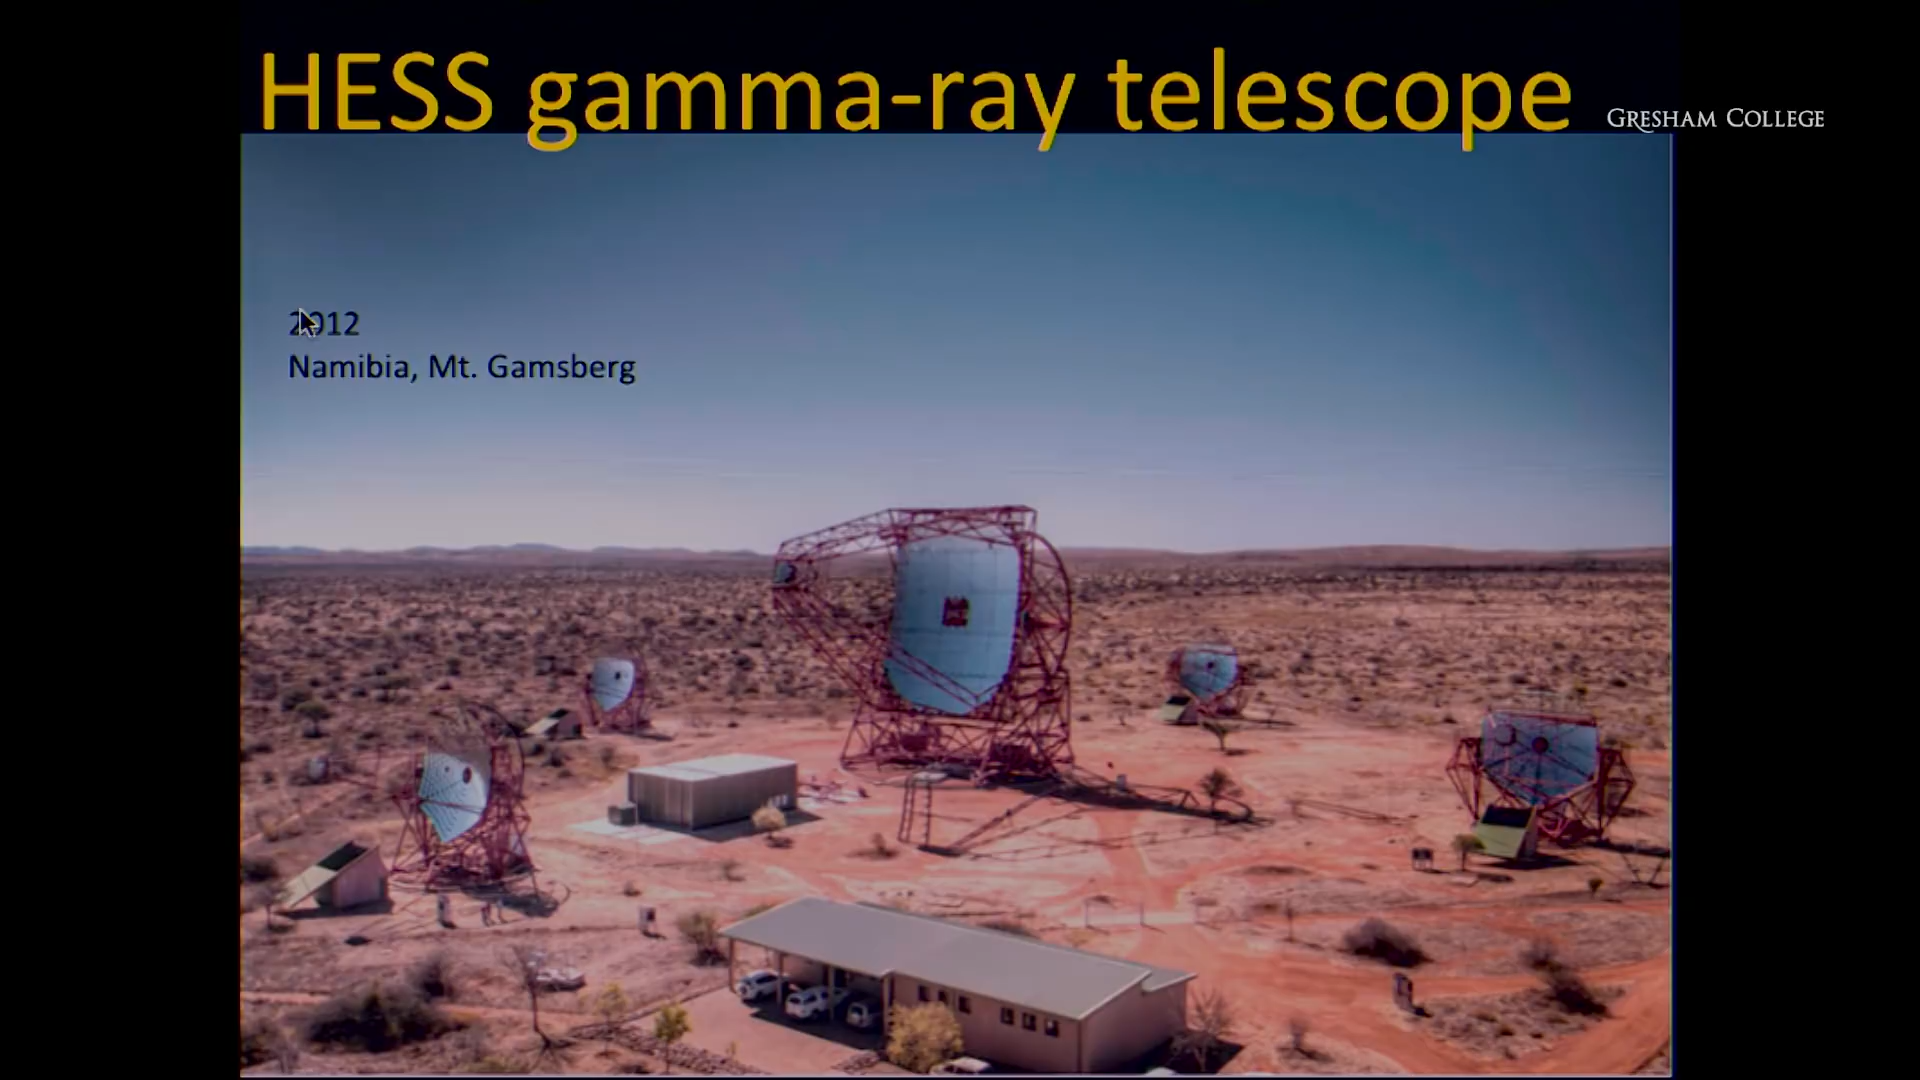 HESS gamma-ray telescope
GRESHAM COLLEGE
2012
Namibia, Mt. Gamsberg